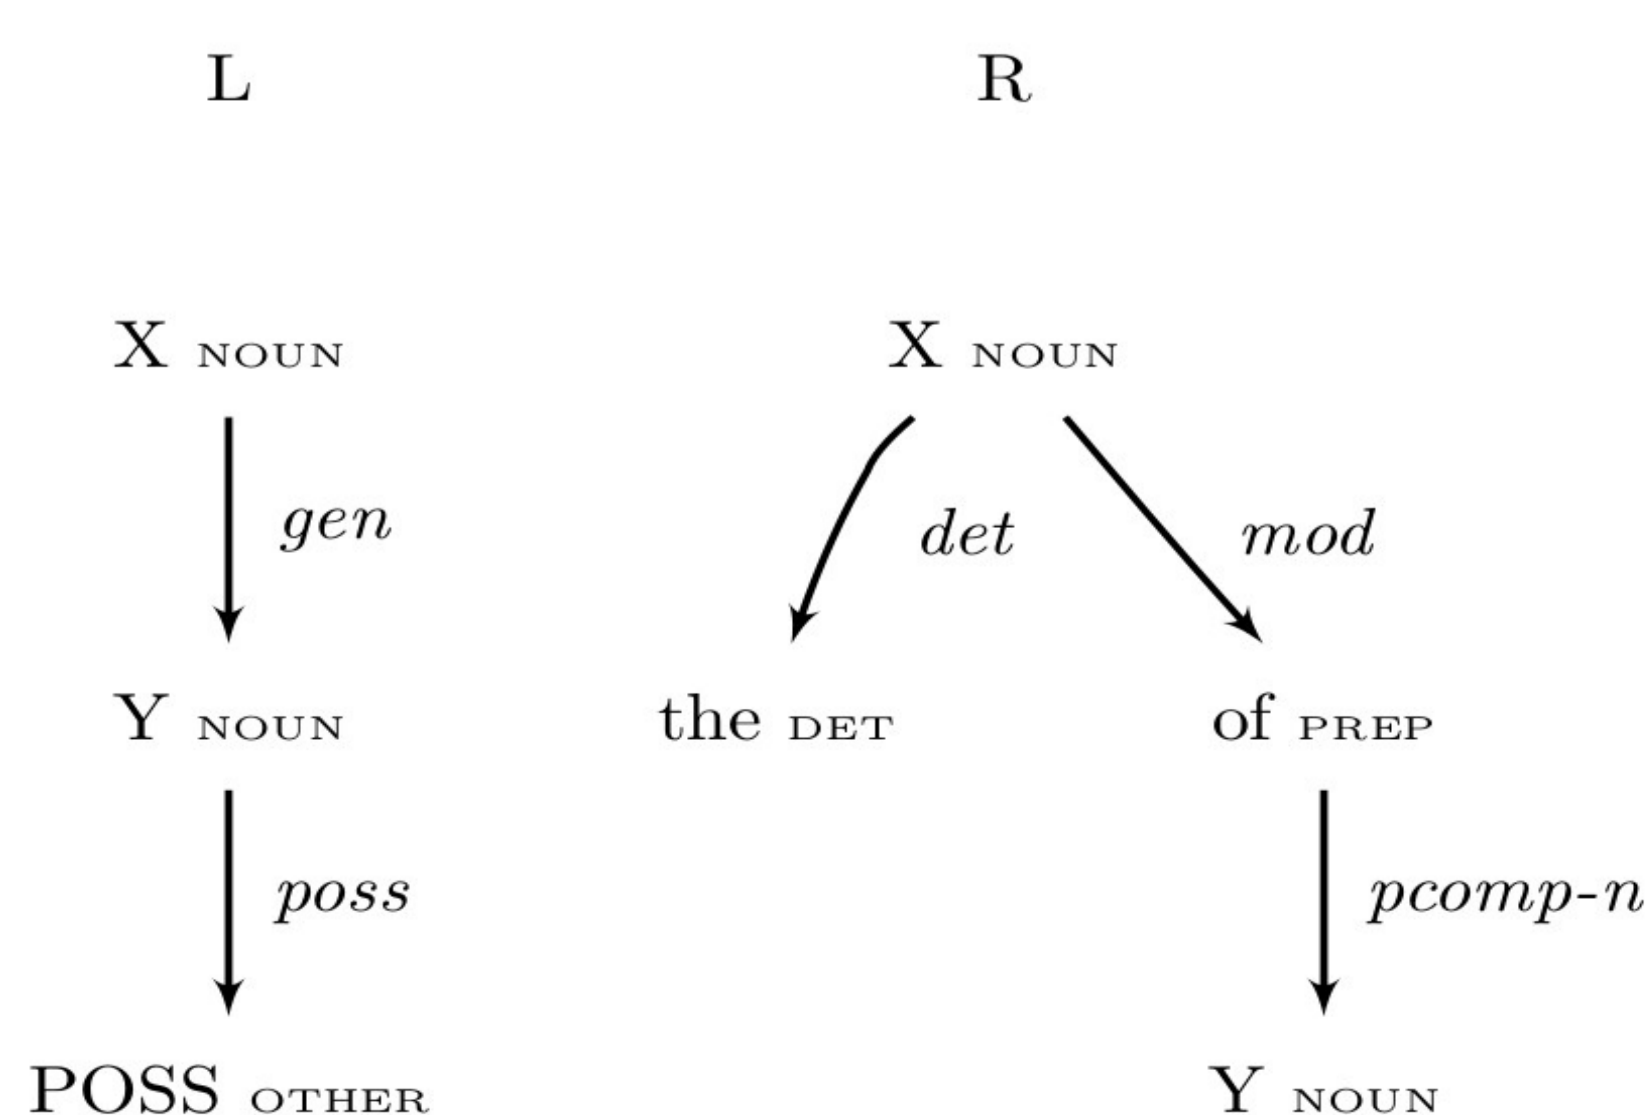 L R
X NOUN X NOUN
gen det mod
Y NOUN the DET of PREP
poss pcomp-n
POSS OTHER Y NOUN